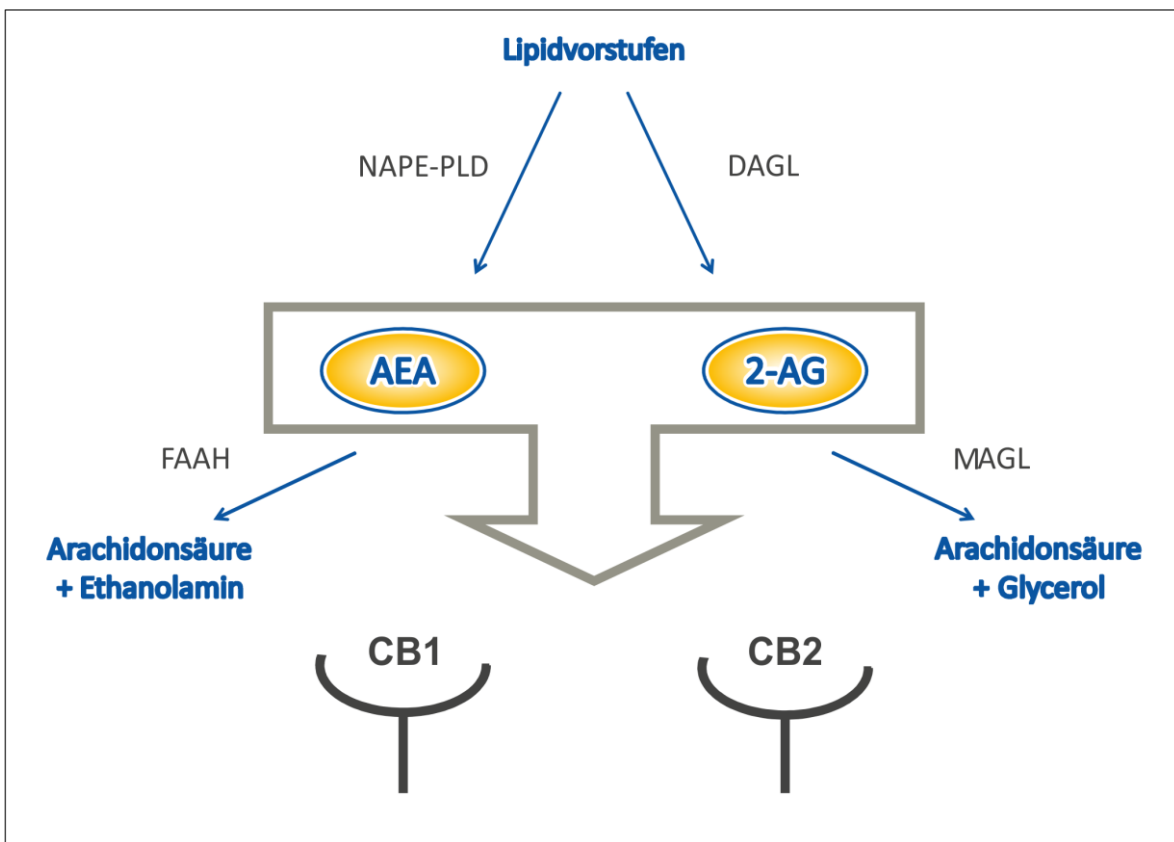 Lipidvorstufen
NAPE-PLD
DAGL
AEA
2-AG
FAAH
MAGL
Arachidonsäure
+ Ethanolamin
Arachidonsäure
+ Glycerol
CB1
CB2